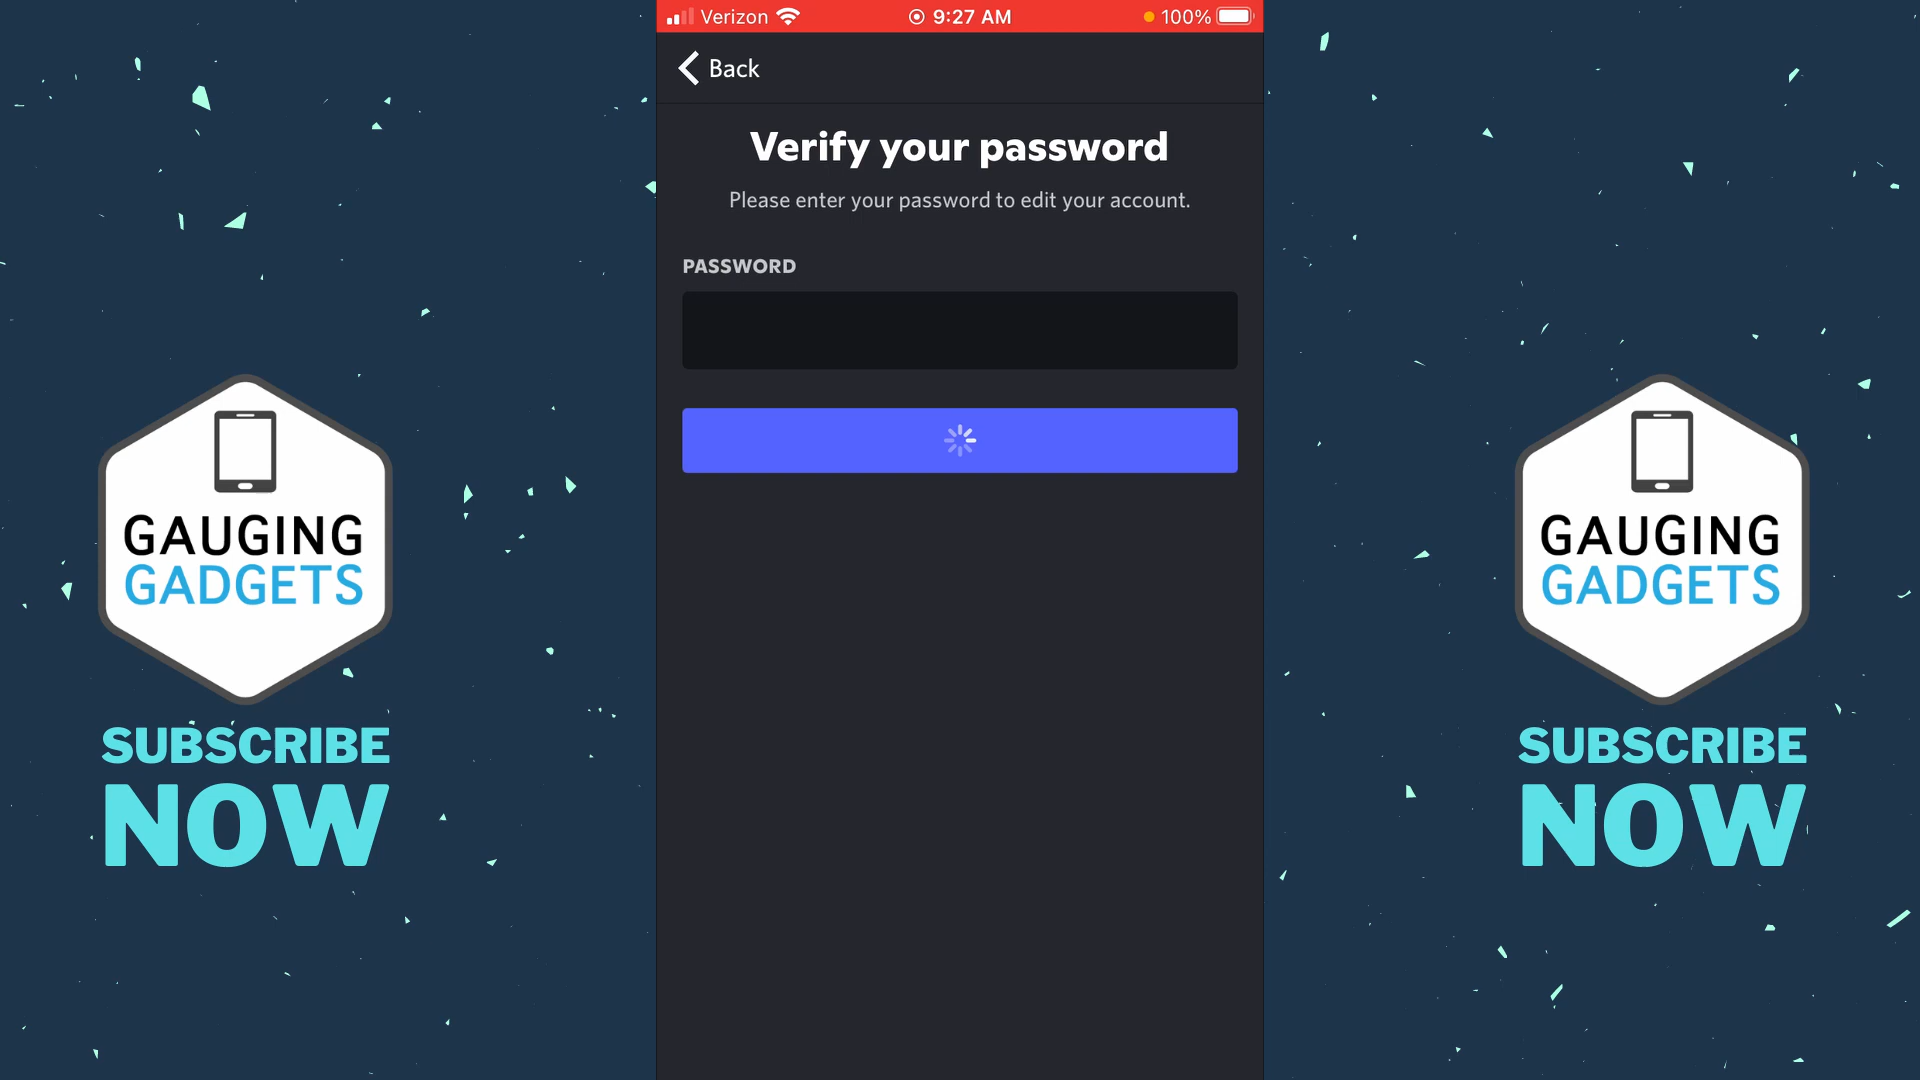 Verizon 9:27 AM 100%
Back
Verify your password
Please enter your password to edit your account.
PASSWORD
GAUGING
GADGETS
SUBSCRIBE
NOW
GAUGING
GADGETS
SUBSCRIBE
NOW